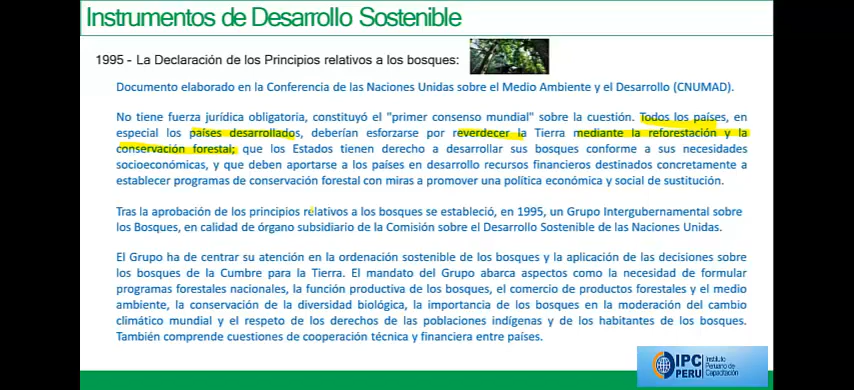 Instrumentos de Desarrollo Sostenible
1995 - La Declaración de los Principios relativos a los bosques:
Documento elaborado en la Conferencia de las Naciones Unidas sobre el Medio Ambiente y el Desarrollo (CNUMAD).
No tiene fuerza jurídica obligatoria, constituyó el "primer consenso mundial" sobre la cuestión. Todos los países, en
especial los países desarrollados, deberían esforzarse por reverdecer la Tierra mediante la reforestación y la
conservación forestal; que los Estados tienen derecho a desarrollar sus bosques conforme a sus necesidades
socioeconómicas, y que deben aportarse a los países en desarrollo recursos financieros destinados concretamente a
establecer programas de conservación forestal con miras a promover una política económica y social de sustitución.
Tras la aprobación de los principios relativos a los bosques se estableció, en 1995, un Grupo Intergubernamental sobre
los Bosques, en calidad de órgano subsidiario de la Comisión sobre el Desarrollo Sostenible de las Naciones Unidas.
El Grupo ha de centrar su atención en la ordenación sostenible de los bosques y la aplicación de las decisiones sobre
los bosques de la Cumbre para la Tierra. El mandato del Grupo abarca aspectos como la necesidad de formular
programas forestales nacionales, la función productiva de los bosques, el comercio de productos forestales y el medio
ambiente, la conservación de la diversidad biológica, la importancia de los bosques en la moderación del cambio
climático mundial y el respeto de los derechos de las poblaciones indígenas y de los habitantes de los bosques.
También comprende cuestiones de cooperación técnica y financiera entre países.
IPC PERU
Instituto
Peruano de
Capacitación